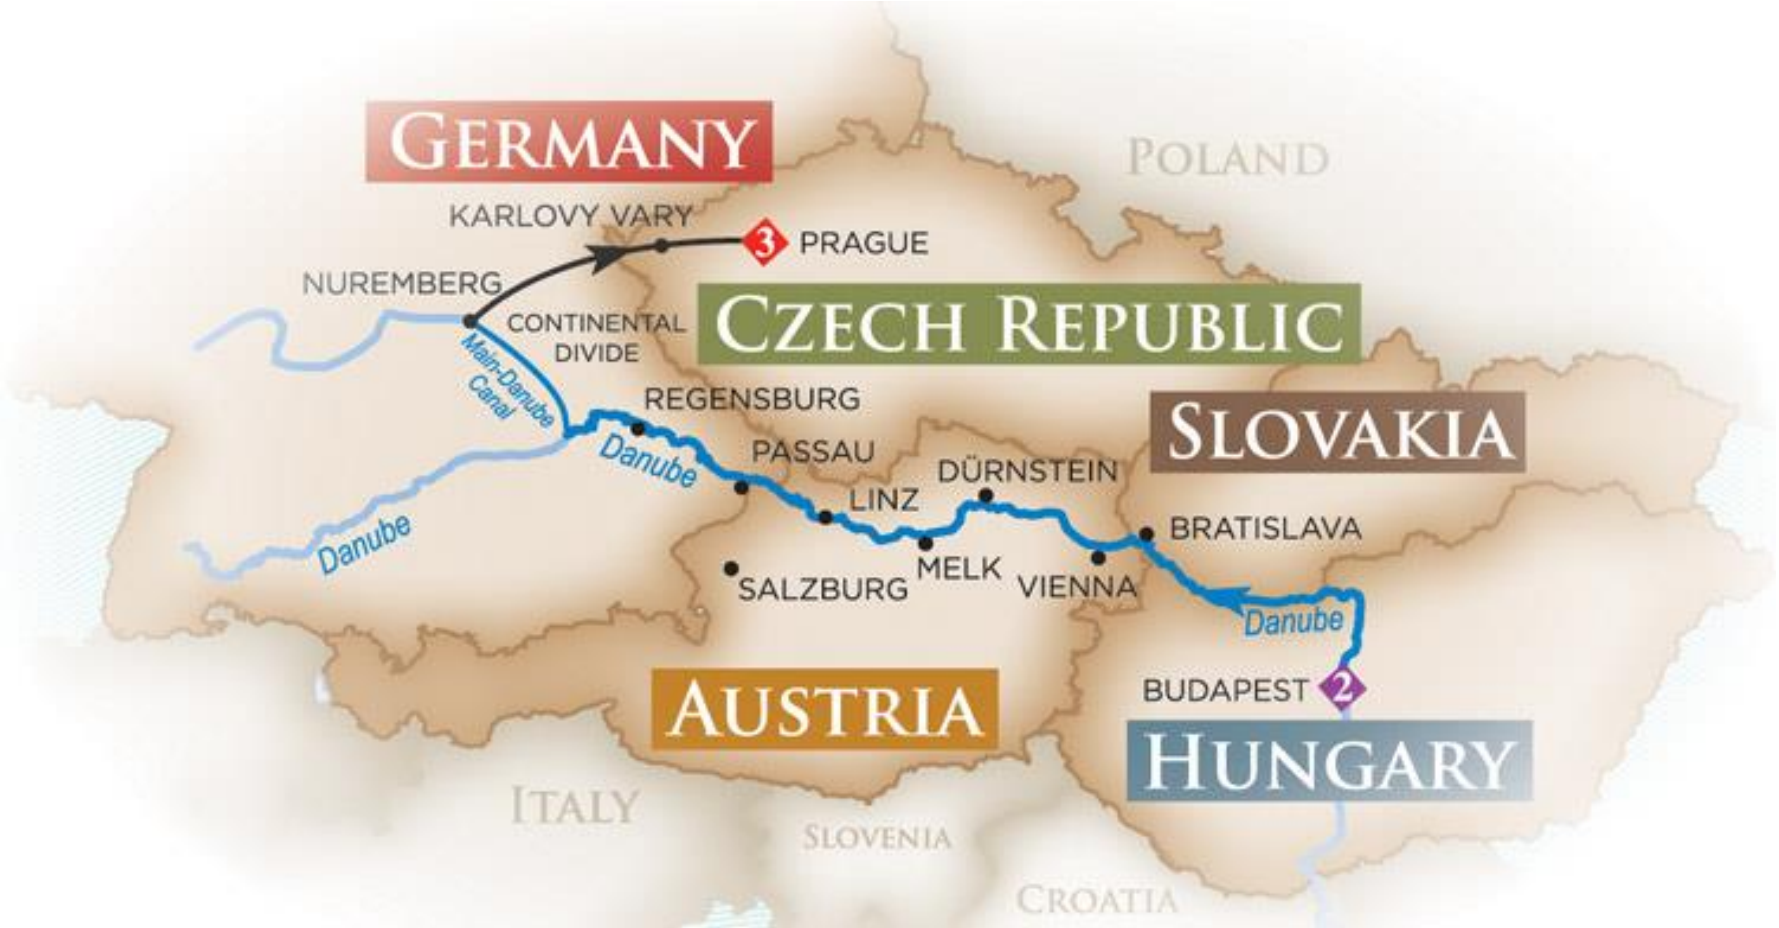 GERMANY
POLAND
KARLOVY VARY
3 PRAGUE
NUREMBERG
CONTINENTAL
DIVIDE
CZECH REPUBLIC
Main-Danube
Canal
REGENSBURG
SLOVAKIA
Danube
PASSAU
DÜRNSTEIN
LINZ
BRATISLAVA
Danube
MELK
SALZBURG
VIENNA
Danube
BUDAPEST 2
AUSTRIA
HUNGARY
ITALY
SLOVENIA
CROATIA